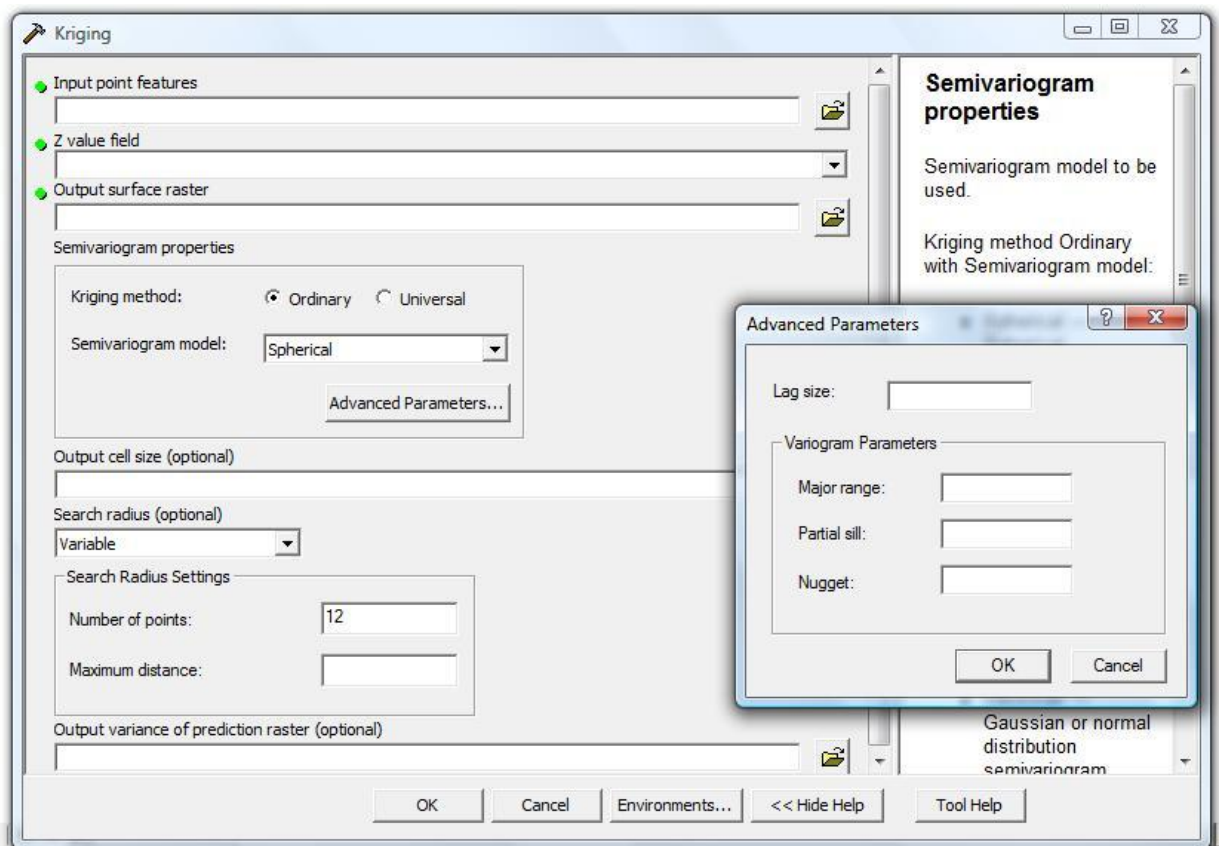 Kriging
Input point features
Z value field
Output surface raster
Semivariogram properties
Kriging method:
Ordinary
Universal
Semivariogram model:
Spherical
Advanced Parameters...
Output cell size (optional)
Search radius (optional)
Variable
Search Radius Settings
Number of points:
12
Maximum distance:
Output variance of prediction raster (optional)
OK
Cancel
Environments...
<< Hide Help
Tool Help
Semivariogram
properties
Semivariogram model to be
used.
Kriging method Ordinary
with Semivariogram model:
Gaussian or normal
distribution
semivariogram
Advanced Parameters
Lag size:
Variogram Parameters
Major range:
Partial sill:
Nugget:
OK
Cancel